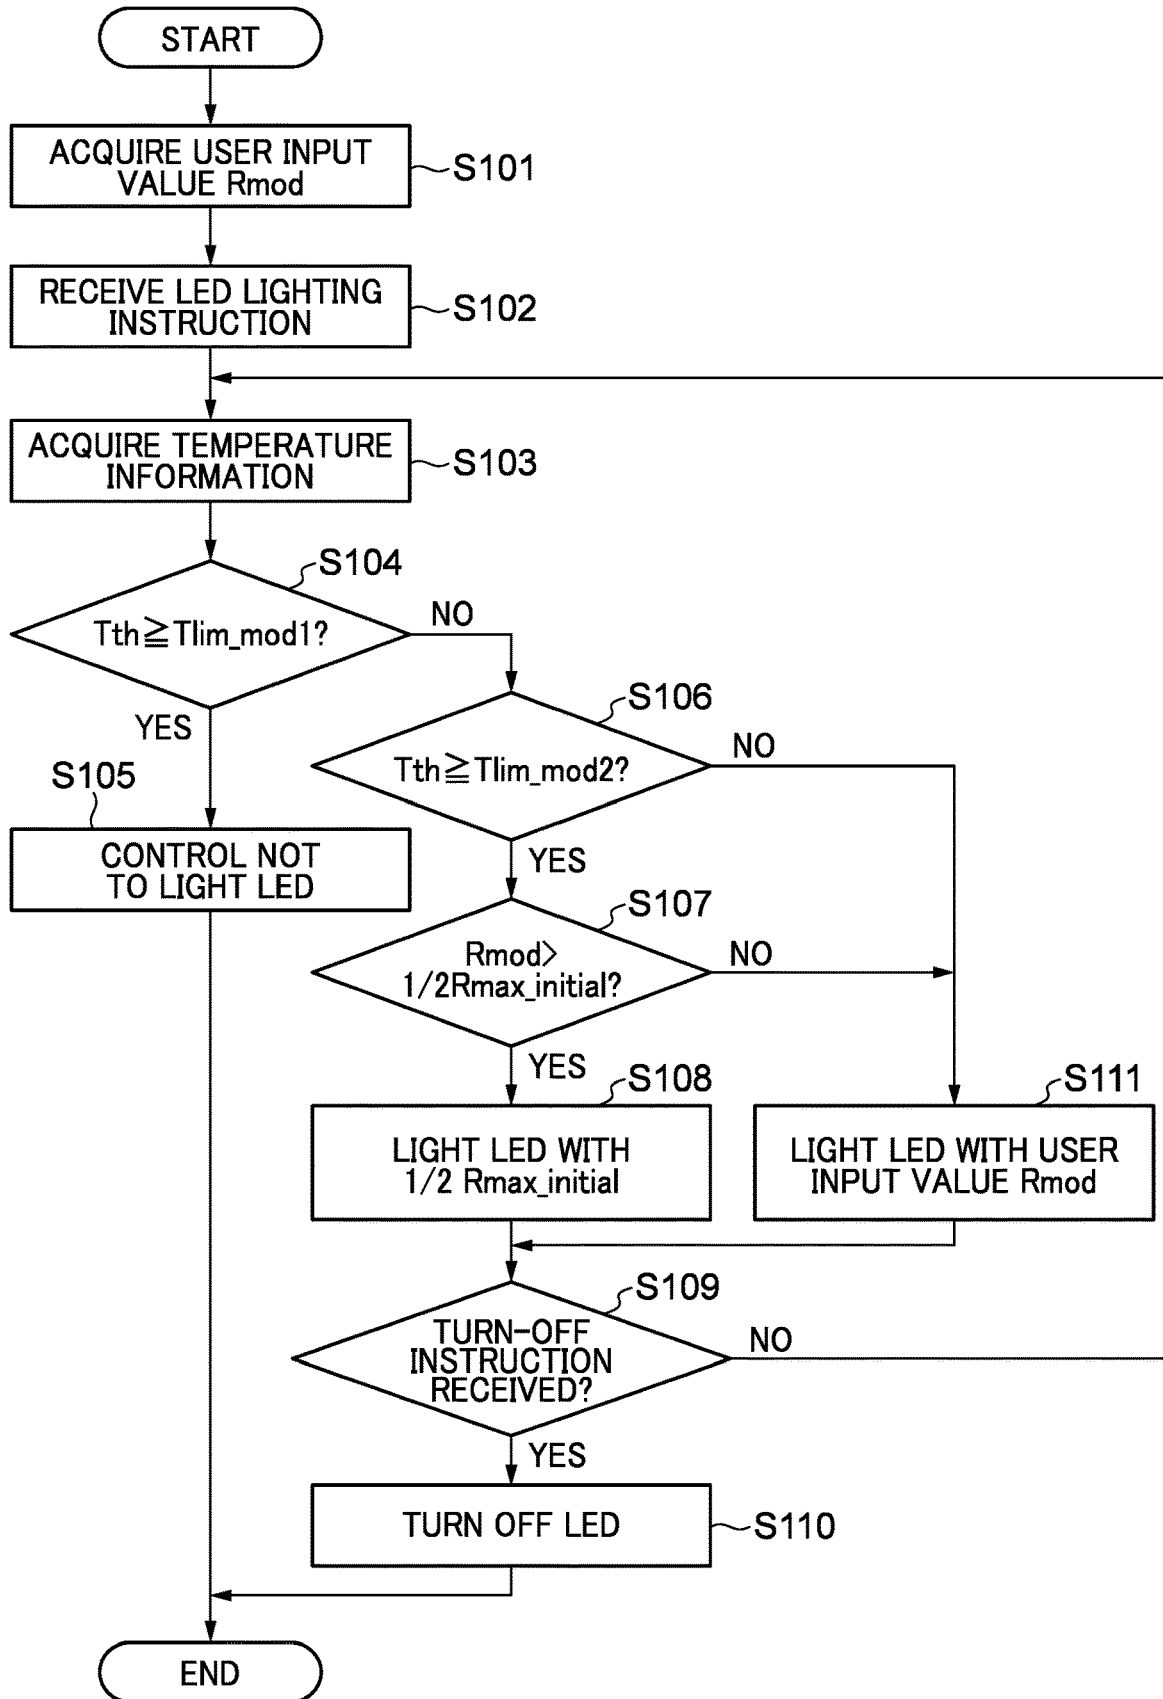 START
ACQUIRE USER INPUT
VALUE Rmod
S101
RECEIVE LED LIGHTING
INSTRUCTION
S102
ACQUIRE TEMPERATURE
INFORMATION
S103
S104
Tth≧Tlim_mod1?
NO
YES
S106
Tth≧Tlim_mod2?
NO
YES
S105
CONTROL NOT
TO LIGHT LED
S107
Rmod>
1/2Rmax_initial?
NO
YES
S108
LIGHT LED WITH
1/2 Rmax_initial
S111
LIGHT LED WITH USER
INPUT VALUE Rmod
S109
TURN-OFF
INSTRUCTION
RECEIVED?
NO
YES
TURN OFF LED
S110
END